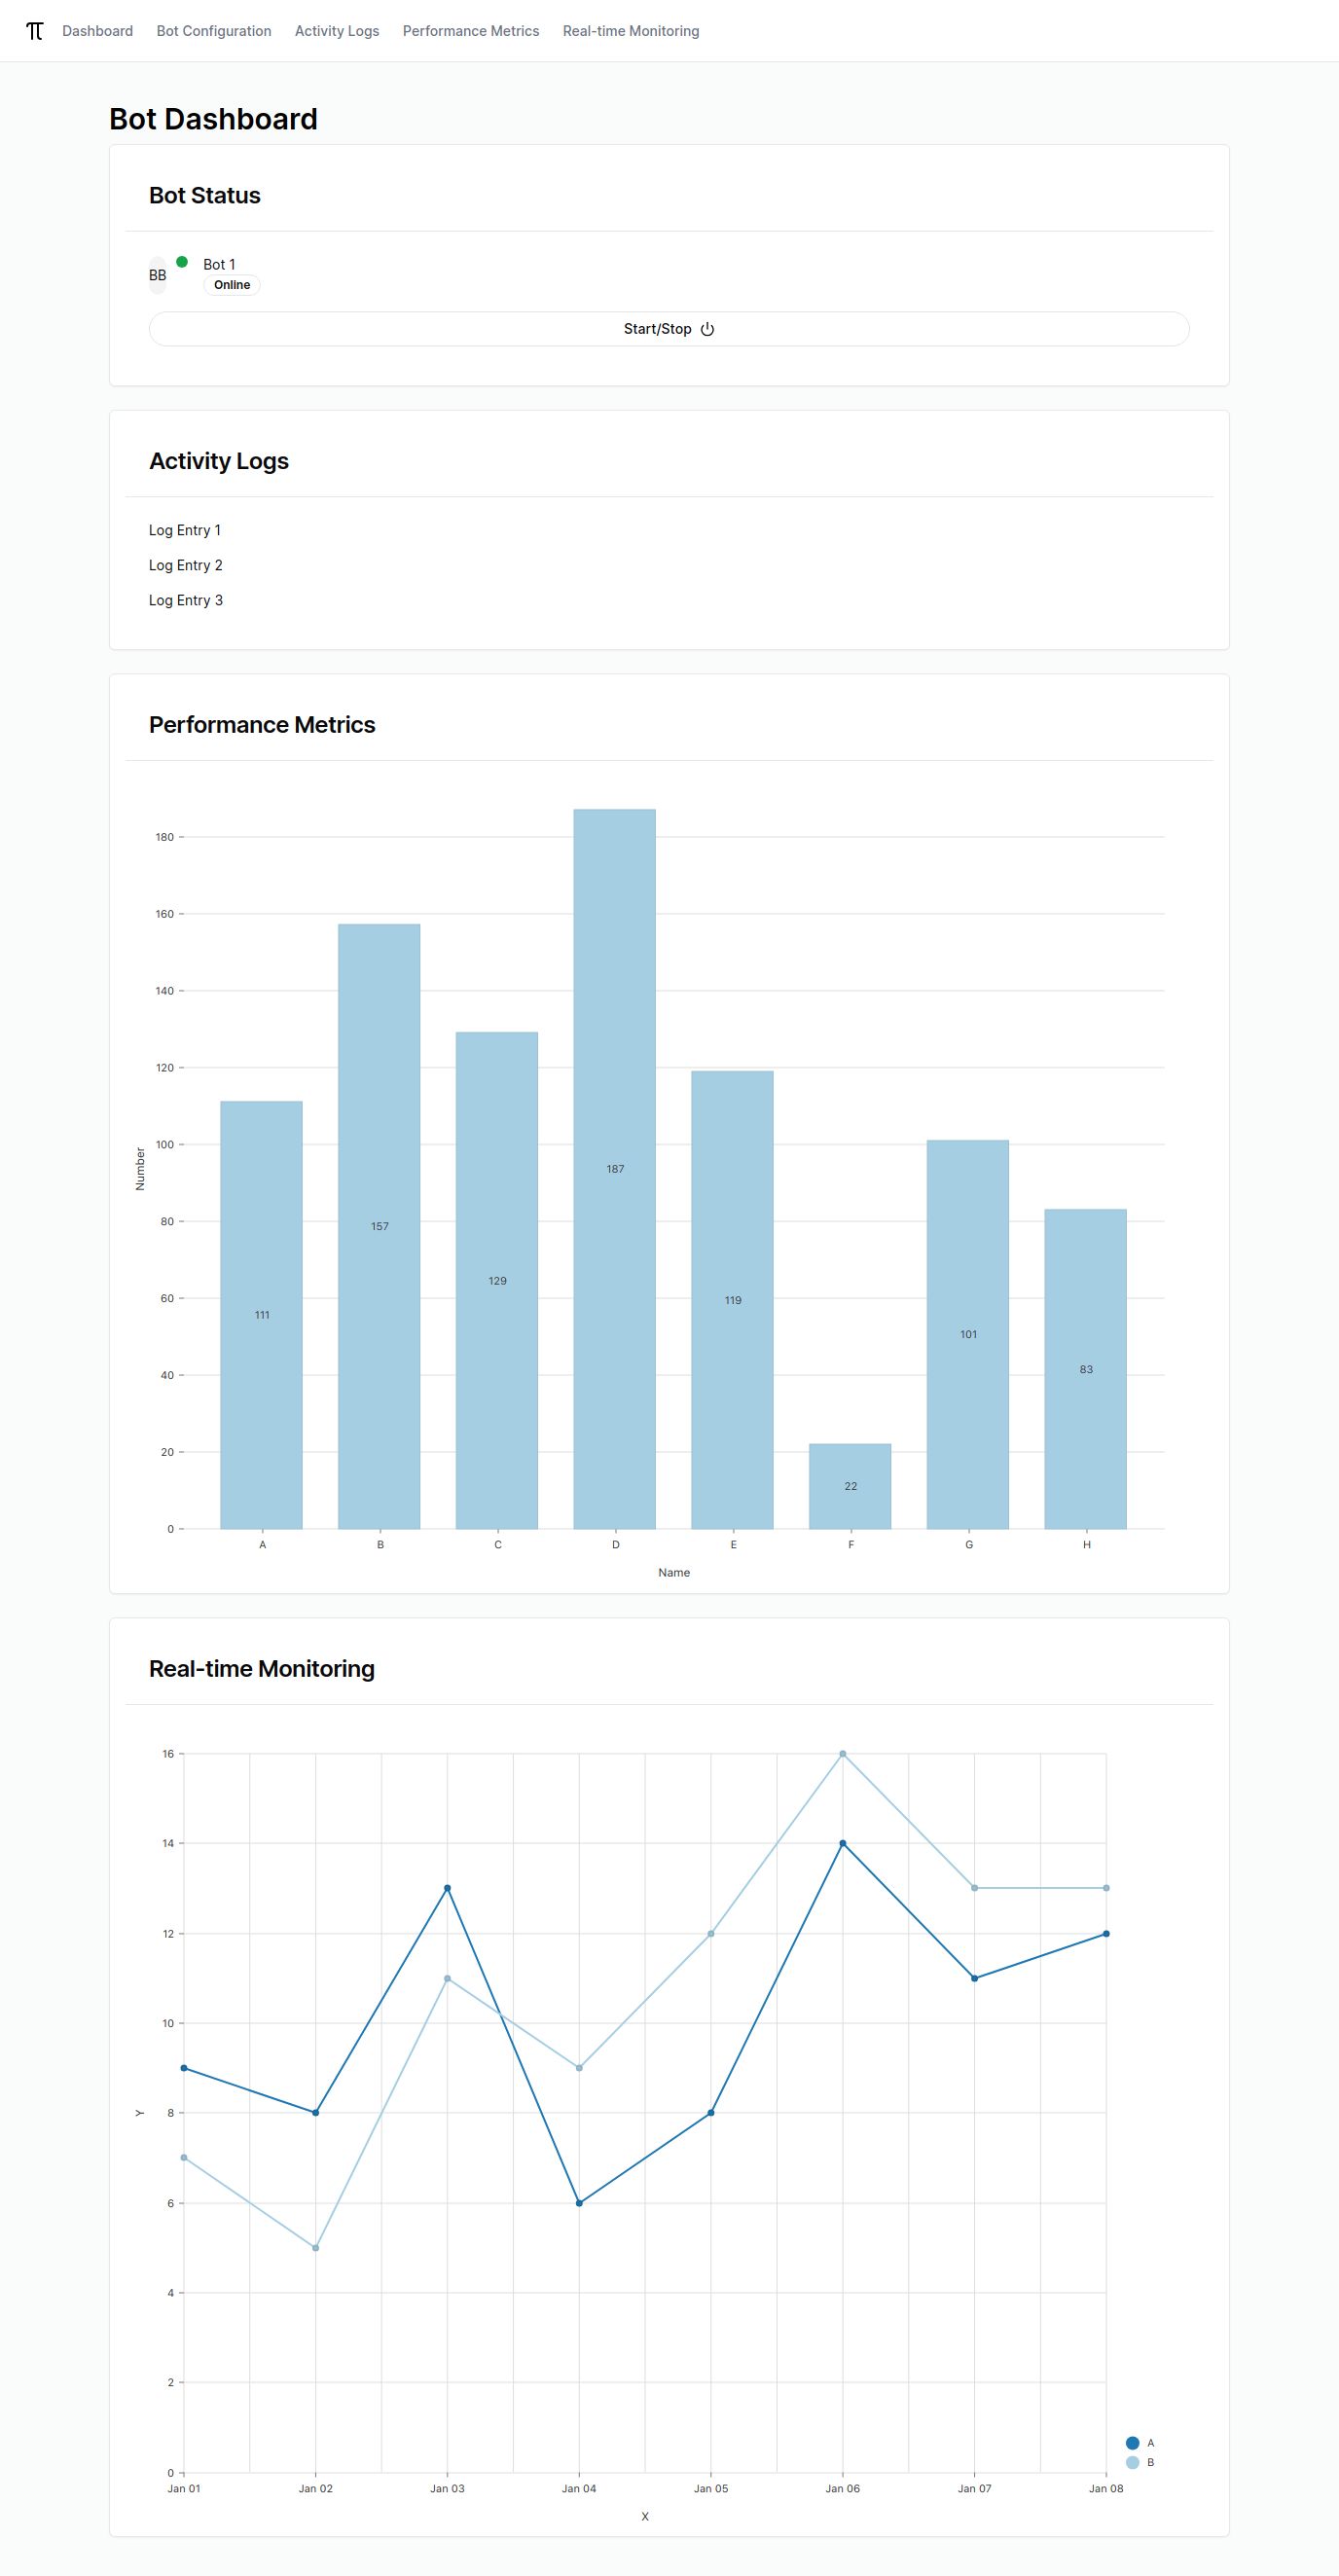 Dashboard Bot Configuration Activity Logs Performance Metrics Real-time Monitoring
Bot Dashboard
Bot Status
BB
Bot 1
Online
Start/Stop
Activity Logs
Log Entry 1
Log Entry 2
Log Entry 3
Performance Metrics
Number
180
160
140
120
100
80
60
40
20
0
111
157
129
187
119
22
101
83
A B C D E F G H
Name
Real-time Monitoring
Y
16
14
12
10
8
6
4
2
0
Jan 01 Jan 02 Jan 03 Jan 04 Jan 05 Jan 06 Jan 07 Jan 08
X
A
B